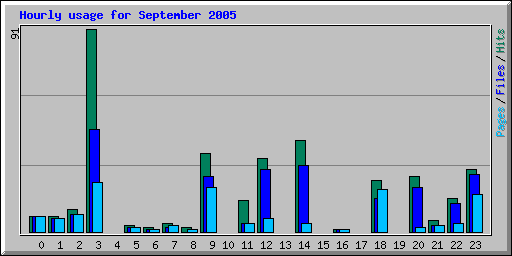 Hourly usage for September 2005
91
Pages / Files / Hits
0 1 2 3 4 5 6 7 8 9 10 11 12 13 14 15 16 17 18 19 20 21 22 23